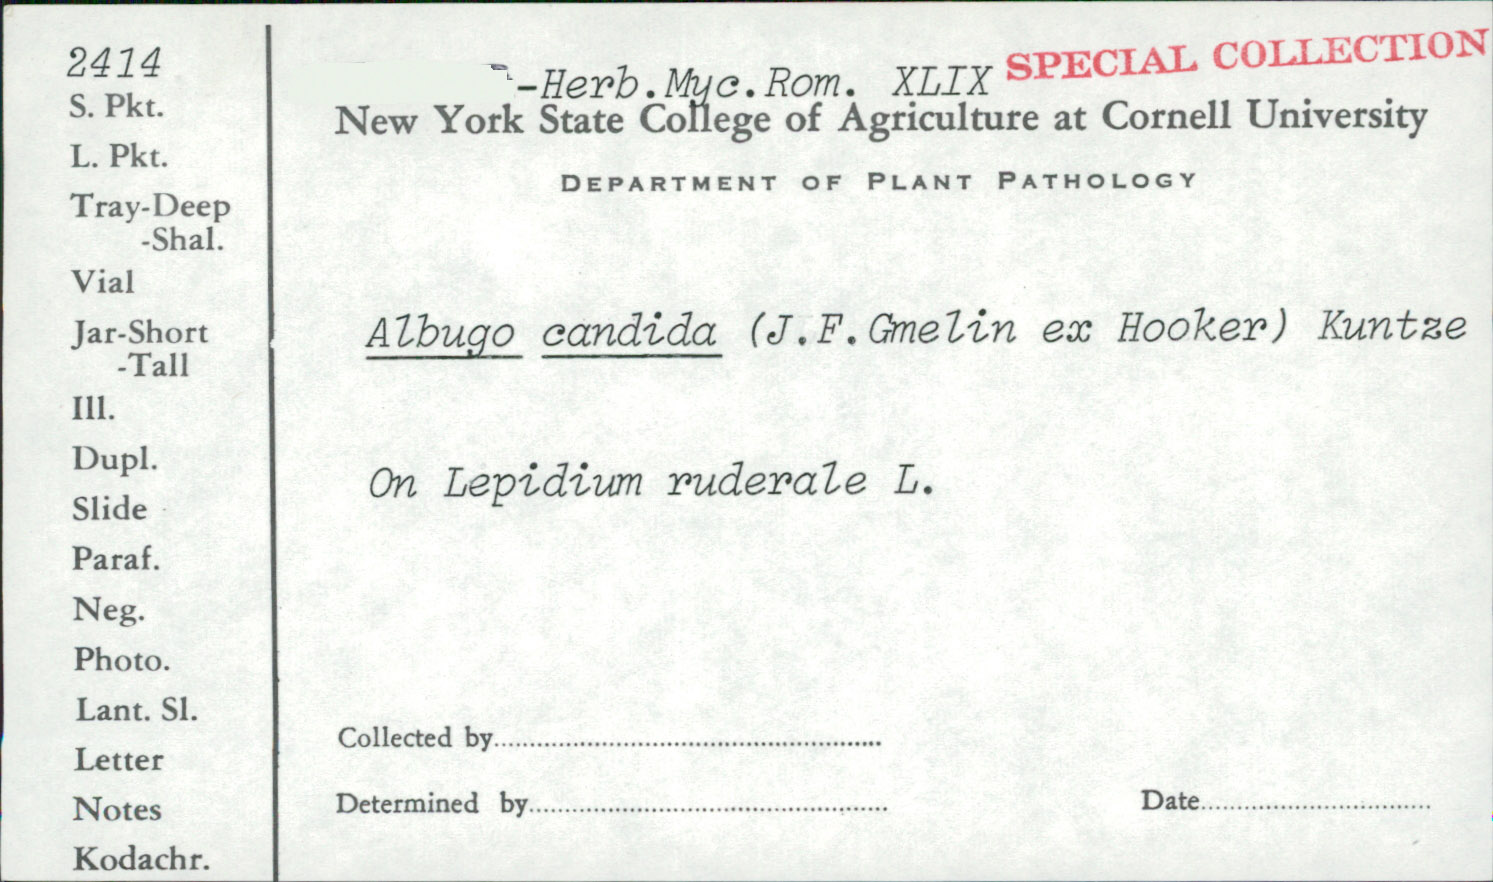 2414
S. Pkt.
L. Pkt.
Tray-Deep
-Shal.
Vial
Jar-Short
-Tall
Ill.
Dupl.
Slide
Paraf.
Neg.
Photo.
Lant. Sl.
Letter
Notes
Kodachr.
-Herb.Myc.Rom. XLIX SPECIAL COLLECTION
New York State College of Agriculture at Cornell University
DEPARTMENT OF PLANT PATHOLOGY
Albugo candida (J.F.Gmelin ex Hooker) Kuntze
On Lepidium ruderale L.
Collected by
Determined by
Date